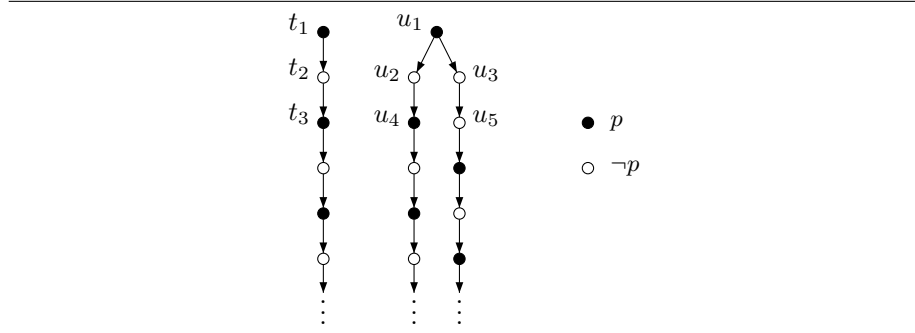 t₁ u₁
t₂ u₂ u₃
t₃ u₄ u₅ p
¬p